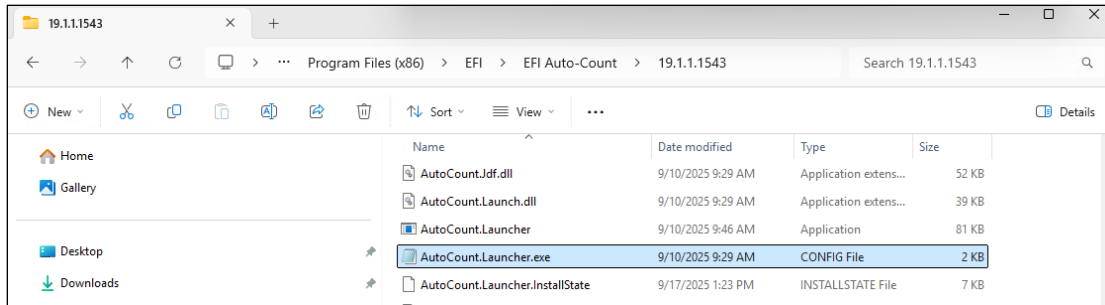 19.1.1.1543
Program Files (x86) > EFI > EFI Auto-Count > 19.1.1.1543 Search 19.1.1.1543
New Sort View ... Details
Home
Gallery
Desktop
Downloads
Name Date modified Type Size
AutoCount.Jdf.dll 9/10/2025 9:29 AM Application extens... 52 KB
AutoCount.Launch.dll 9/10/2025 9:29 AM Application extens... 39 KB
AutoCount.Launcher 9/10/2025 9:46 AM Application 81 KB
AutoCount.Launcher.exe 9/10/2025 9:29 AM CONFIG File 2 KB
AutoCount.Launcher.InstallState 9/17/2025 1:23 PM INSTALLSTATE File 7 KB